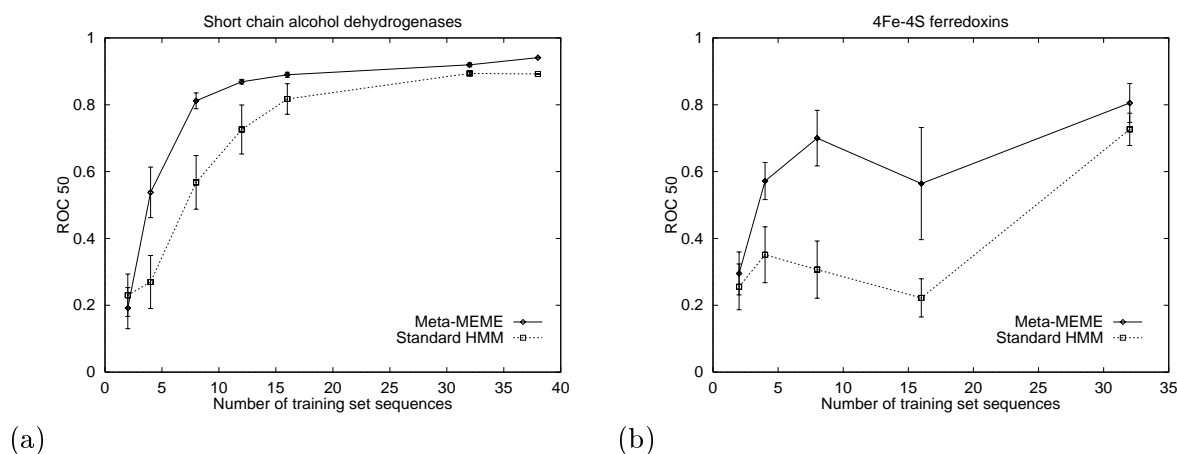 Short chain alcohol dehydrogenases
1
0.8
0.6
0.4
0.2
0
ROC 50
Meta-MEME
Standard HMM
0 5 10 15 20 25 30 35 40
Number of training set sequences
(a)
4Fe-4S ferredoxins
1
0.8
0.6
0.4
0.2
0
ROC 50
Meta-MEME
Standard HMM
0 5 10 15 20 25 30 35
Number of training set sequences
(b)